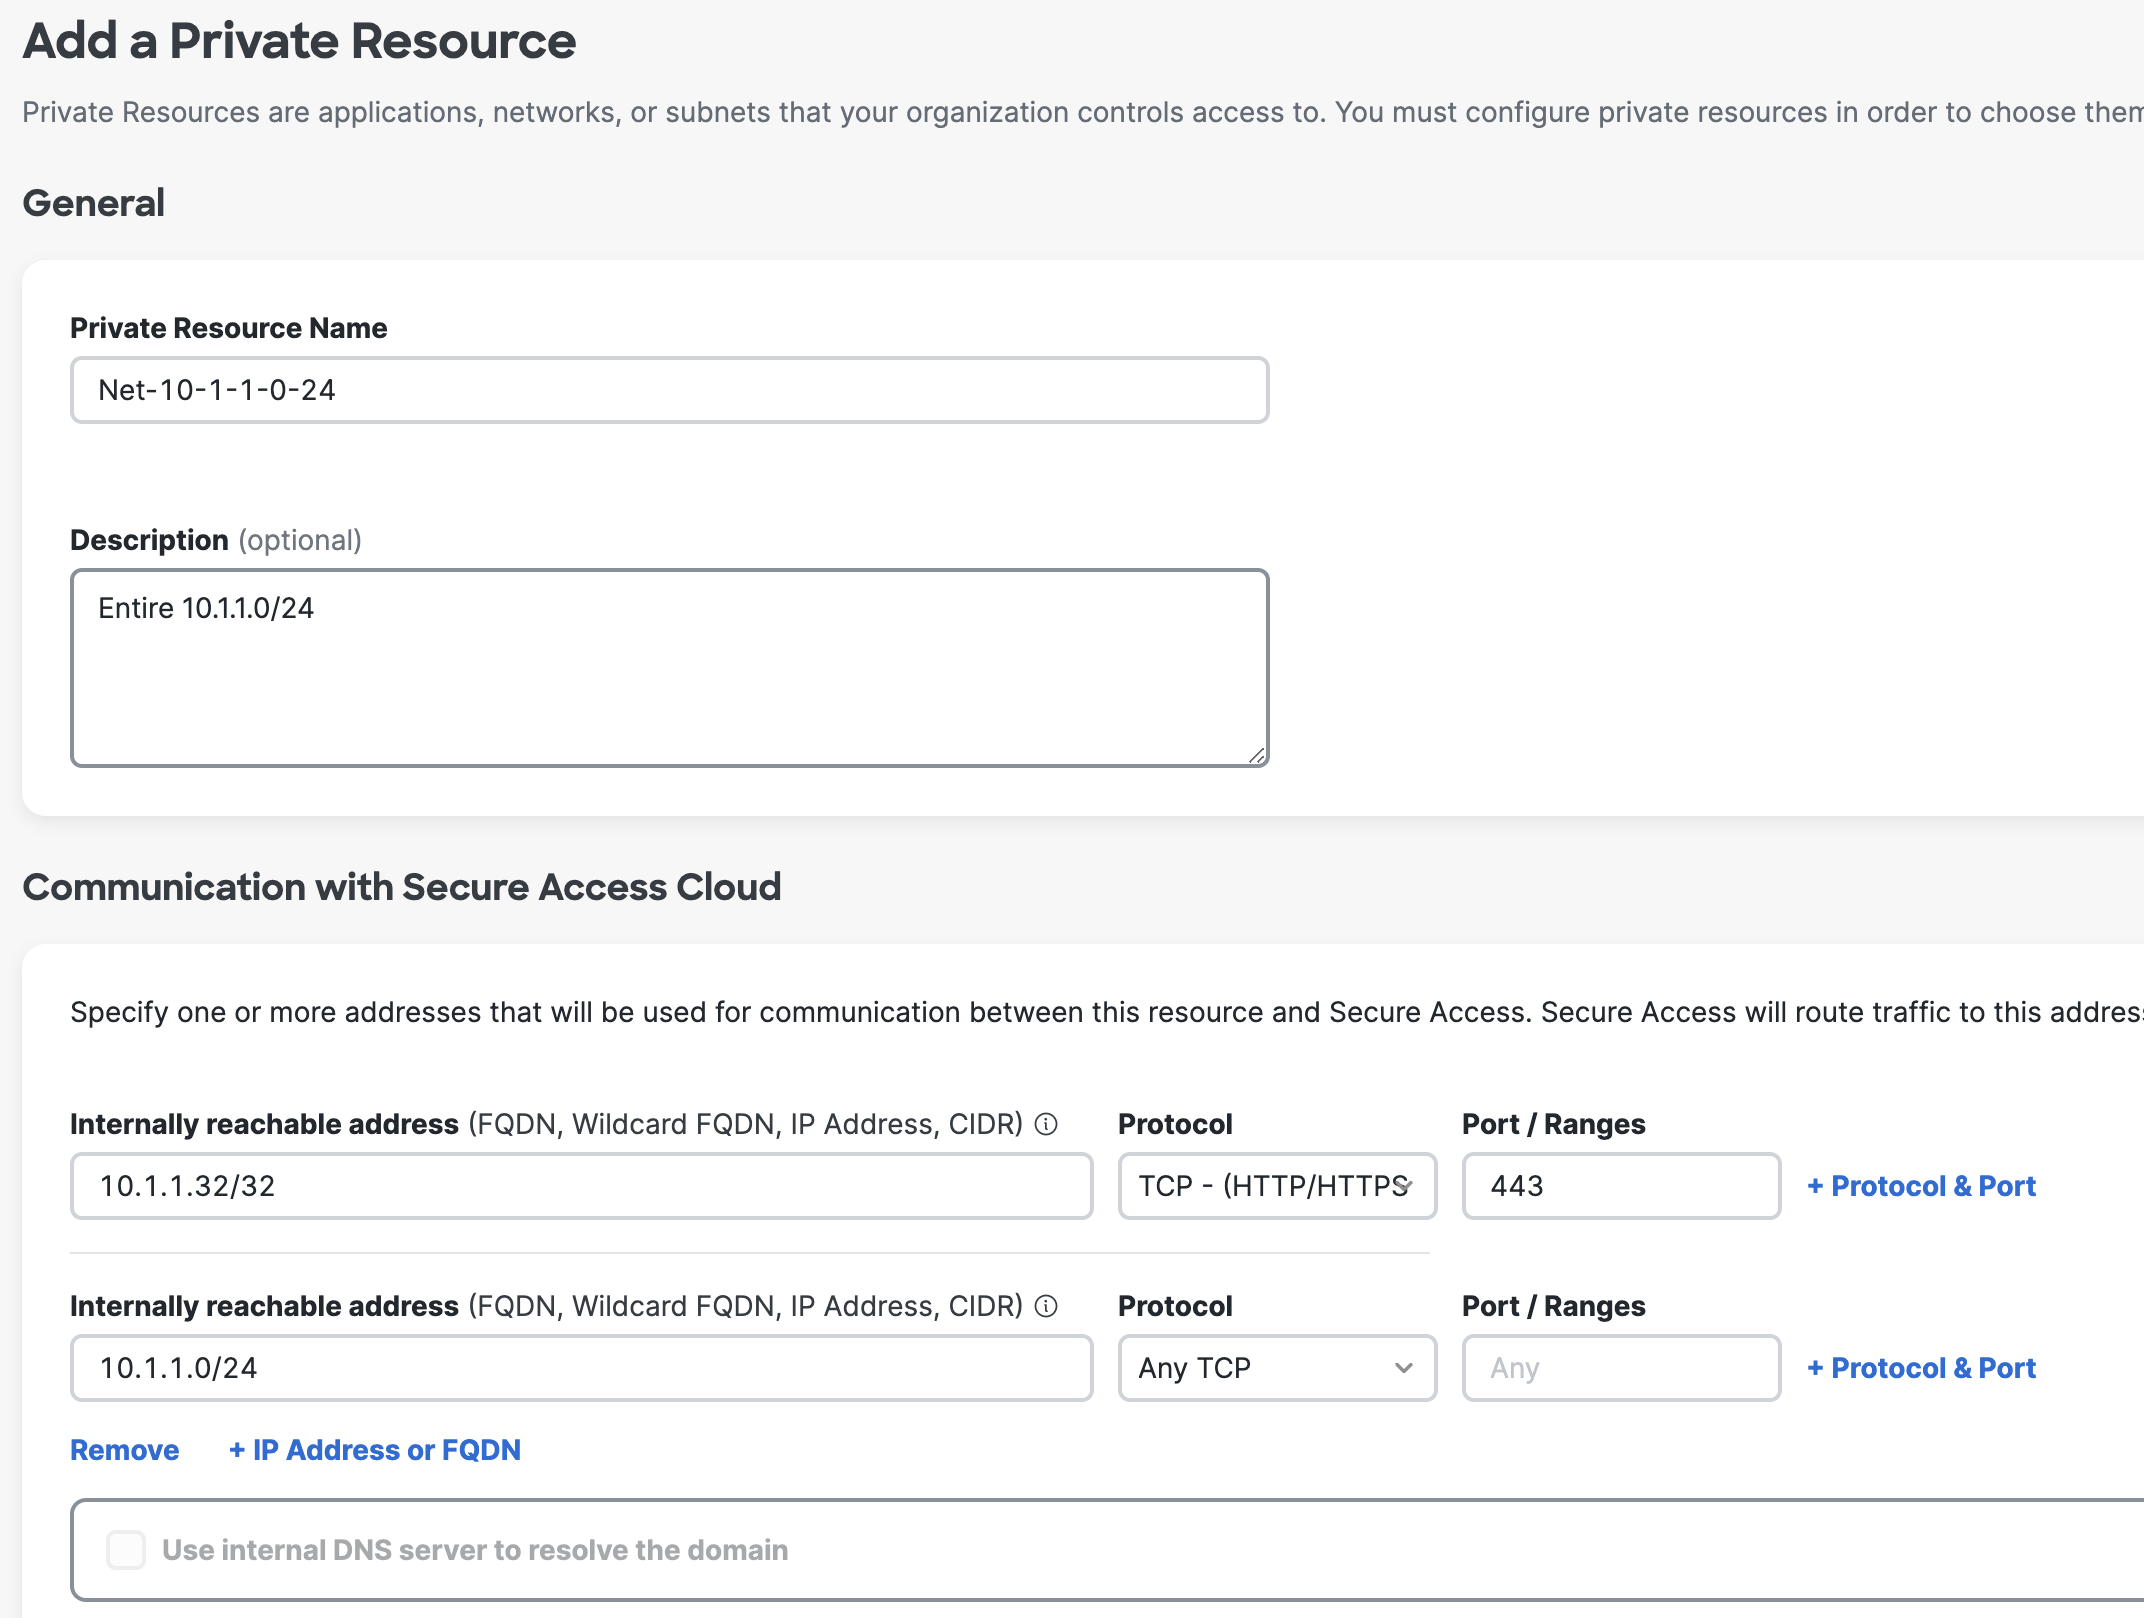 Add a Private Resource
Private Resources are applications, networks, or subnets that your organization controls access to. You must configure private resources in order to choose them
General
Private Resource Name
Net-10-1-1-0-24
Description (optional)
Entire 10.1.1.0/24
Communication with Secure Access Cloud
Specify one or more addresses that will be used for communication between this resource and Secure Access. Secure Access will route traffic to this address
Internally reachable address (FQDN, Wildcard FQDN, IP Address, CIDR) Protocol Port / Ranges
10.1.1.32/32 TCP - (HTTP/HTTPS 443 + Protocol & Port
Internally reachable address (FQDN, Wildcard FQDN, IP Address, CIDR) Protocol Port / Ranges
10.1.1.0/24 Any TCP Any + Protocol & Port
Remove + IP Address or FQDN
Use internal DNS server to resolve the domain